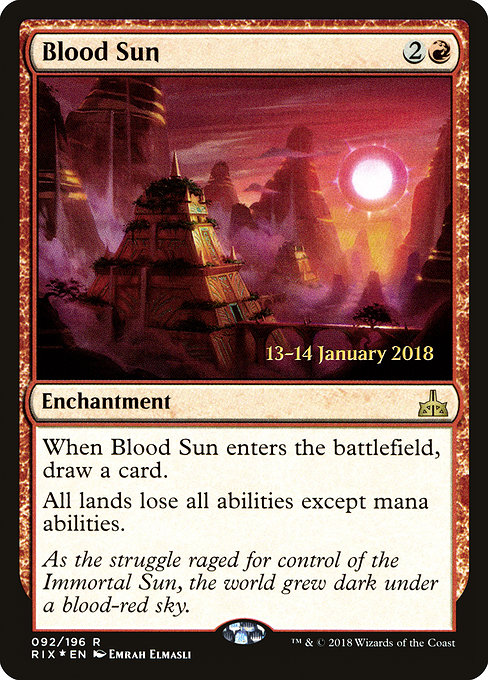 Blood Sun 2
13-14 January 2018
Enchantment
When Blood Sun enters the battlefield,
draw a card.
All lands lose all abilities except mana
abilities.
As the struggle raged for control of the
Immortal Sun, the world grew dark under
a blood-red sky.
092/196 R
RIX★EN EMRAH ELMASLI
™ & © 2018 Wizards of the Coast